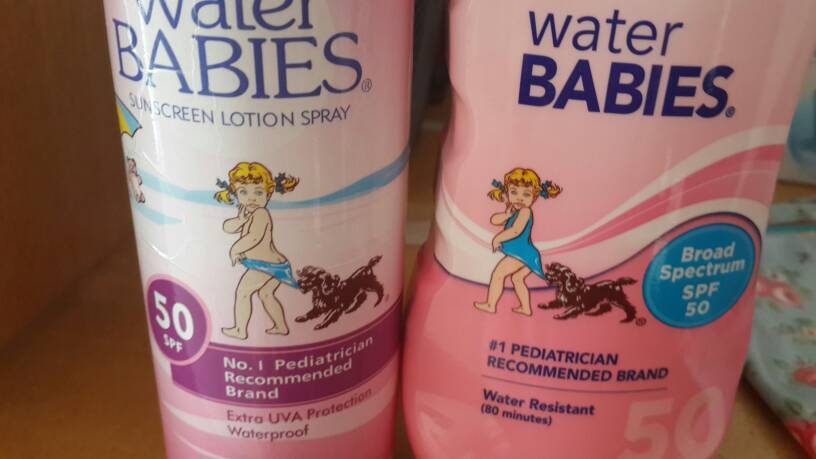 water
BABIES®
SUNSCREEN LOTION SPRAY
50
SPF
No. 1 Pediatrician
Recommended
Brand
Extra UVA Protection
Waterproof
water
BABIES®
Broad
Spectrum
SPF
50
®
#1 PEDIATRICIAN
RECOMMENDED BRAND
Water Resistant
(80 minutes)
50